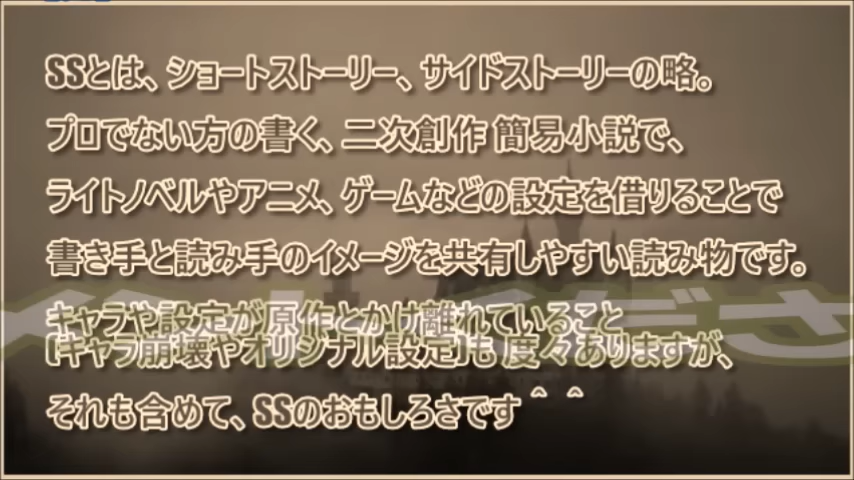 SSとは、ショートストーリー、サイドストーリーの略。
プロでない方の書く、二次創作 簡易小説で、
ライトノベルやアニメ、ゲームなどの設定を借りることで
書き手と読み手のイメージを共有しやすい読み物です。
キャラや設定が原作とかけ離れていること
(キャラ崩壊やオリジナル設定)も 度々ありますが、
それも含めて、SSのおもしろさです＾ ＾